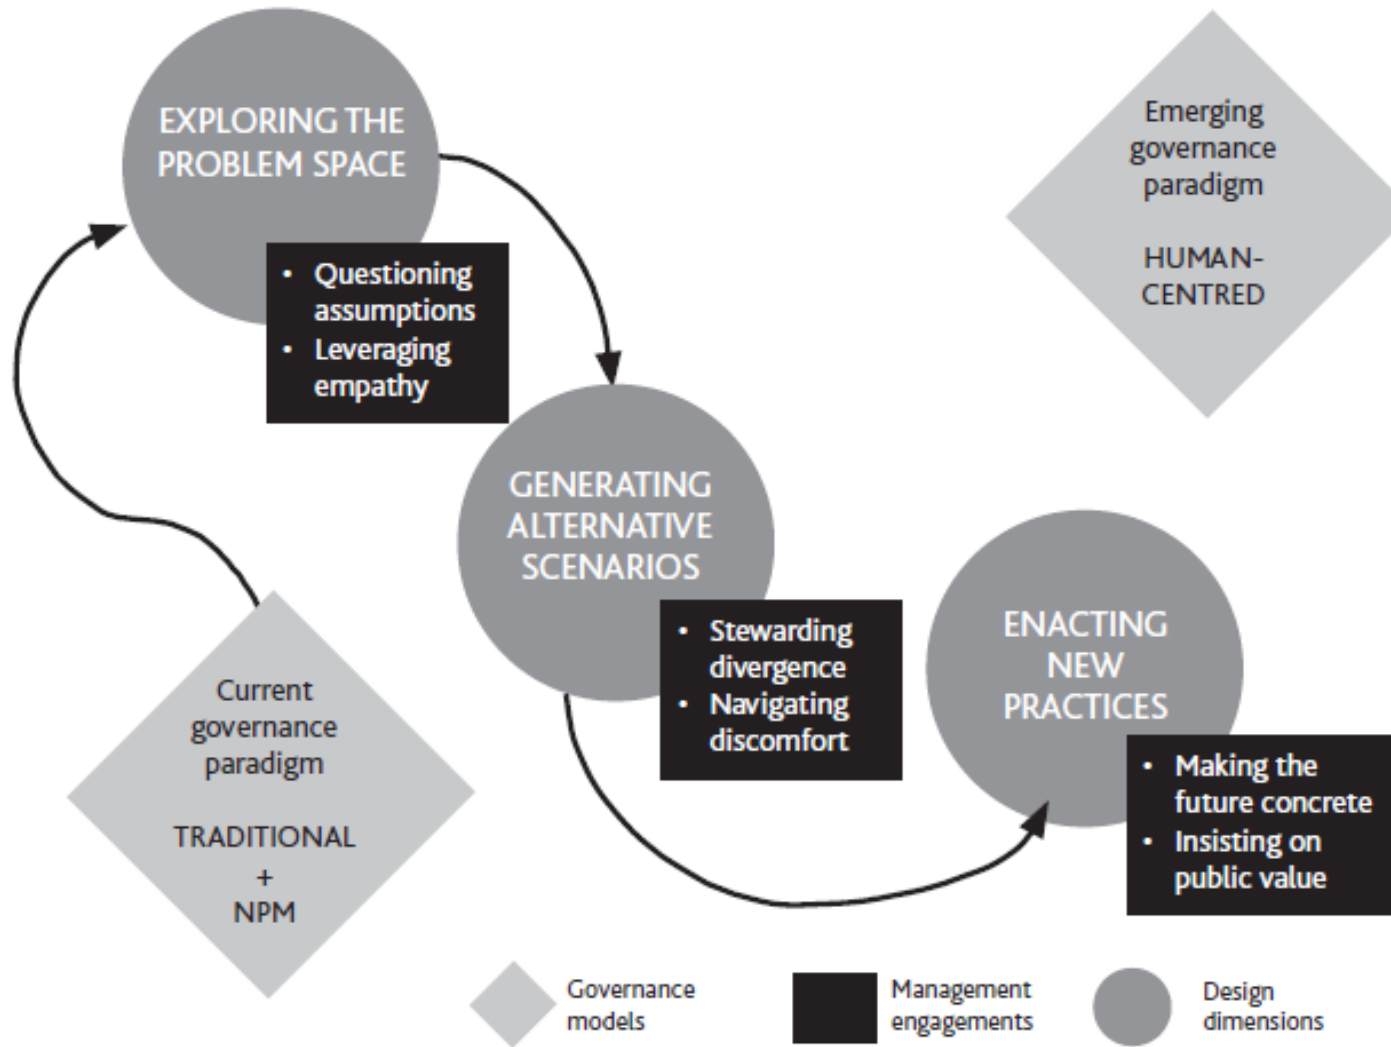 EXPLORING THE
PROBLEM SPACE
• Questioning
assumptions
• Leveraging
empathy
Emerging
governance
paradigm
HUMAN-
CENTRED
GENERATING
ALTERNATIVE
SCENARIOS
• Stewarding
divergence
• Navigating
discomfort
ENACTING
NEW
PRACTICES
• Making the
future concrete
• Insisting on
public value
Current
governance
paradigm
TRADITIONAL
+
NPM
Governance
models
Management
engagements
Design
dimensions